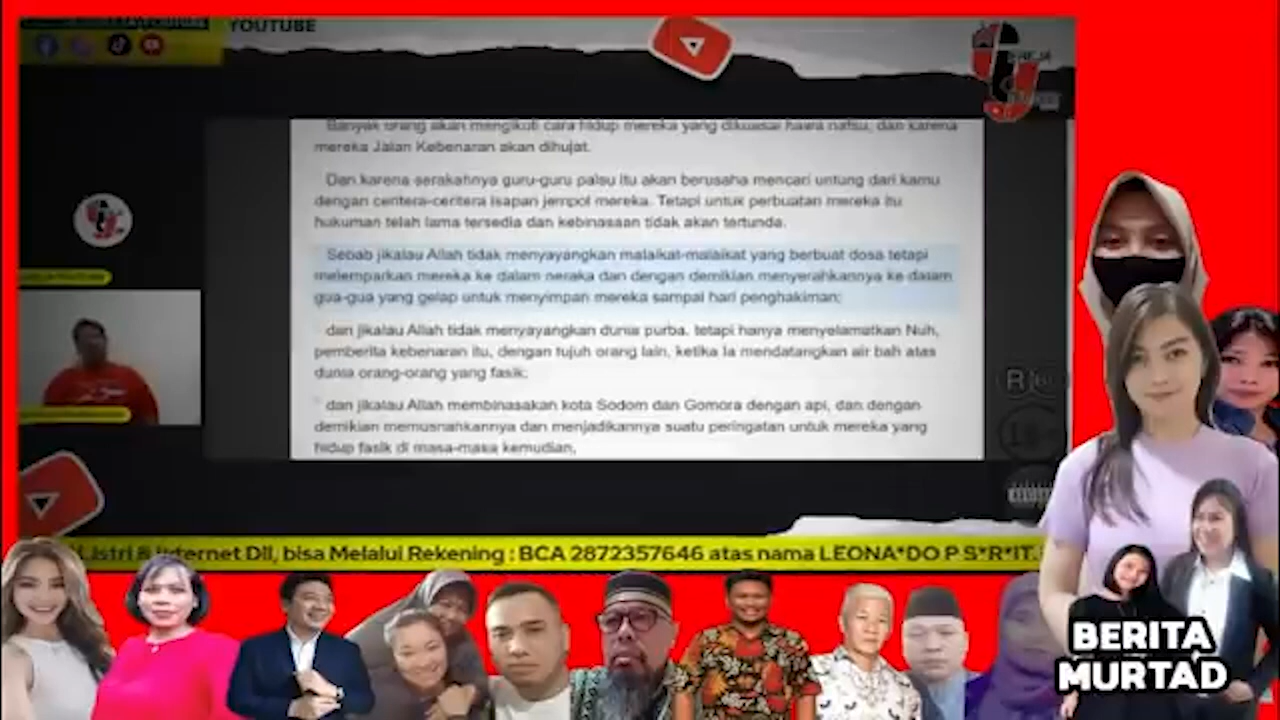 YOUTUBE
Banyak orang akan mengikuti cara hidup mereka yang dikuasai hawa nafsu, dan karena
mereka Jalan Kebenaran akan dihujat.
Dan karena serakahnya guru-guru palsu itu akan berusaha mencari untung dari kamu
dengan ceritera-ceritera isapan jempol mereka. Tetapi untuk perbuatan mereka itu
hukuman telah lama tersedia dan kebinasaan tidak akan tertunda.
Sebab jikalau Allah tidak menyayangkan malaikat-malaikat yang berbuat dosa tetapi
melemparkan mereka ke dalam neraka dan dengan demikian menyerahkannya ke dalam
gua-gua yang gelap untuk menyimpan mereka sampai hari penghakiman;
dan jikalau Allah tidak menyayangkan dunia purba, tetapi hanya menyelamatkan Nuh,
pemberita kebenaran itu, dengan tujuh orang lain, ketika Ia mendatangkan air bah atas
dunia orang-orang yang fasik;
dan jikalau Allah membinasakan kota Sodom dan Gomora dengan api, dan dengan
demikian memusnahkannya dan menjadikannya suatu peringatan untuk mereka yang
hidup fasik di masa-masa kemudian,
Listri & Internet Dll, bisa Melalui Rekening : BCA 2872357646 atas nama LEONA*DO P S*R*IT.
BERITA
MURTAD